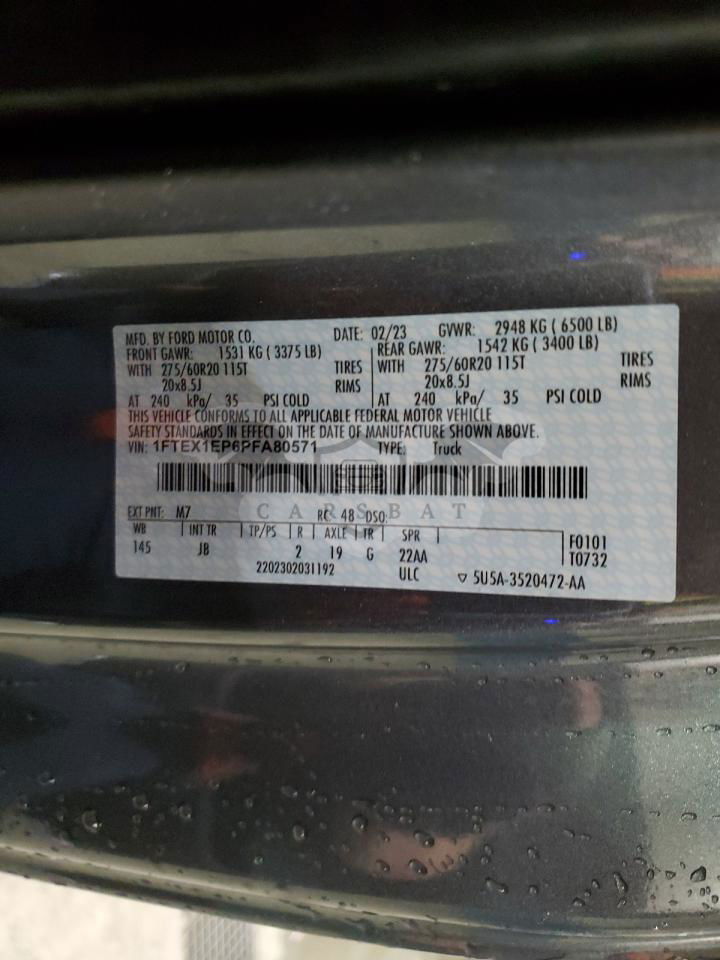 MFD. BY FORD MOTOR CO. DATE: 02/23 GVWR: 2948 KG ( 6500 LB)
FRONT GAWR: 1531 KG ( 3375 LB) REAR GAWR: 1542 KG ( 3400 LB)
WITH 275/60R20 115T TIRES WITH 275/60R20 115T TIRES
20x8.5J RIMS 20x8.5J RIMS
AT 240 kPa/ 35 PSI COLD AT 240 kPa/ 35 PSI COLD
THIS VEHICLE CONFORMS TO ALL APPLICABLE FEDERAL MOTOR VEHICLE
SAFETY STANDARDS IN EFFECT ON THE DATE OF MANUFACTURE SHOWN ABOVE.
VIN: 1FTEX1EP6PFA80571 TYPE: Truck
CARSBAT
EXT PNT: M7 RC: 48 DSO:
WB INT TR TP/PS R AXLE TR SPR F0101
145 JB 2 19 G 22AA T0732
2202302031192 ULC ▽ 5U5A-3520472-AA